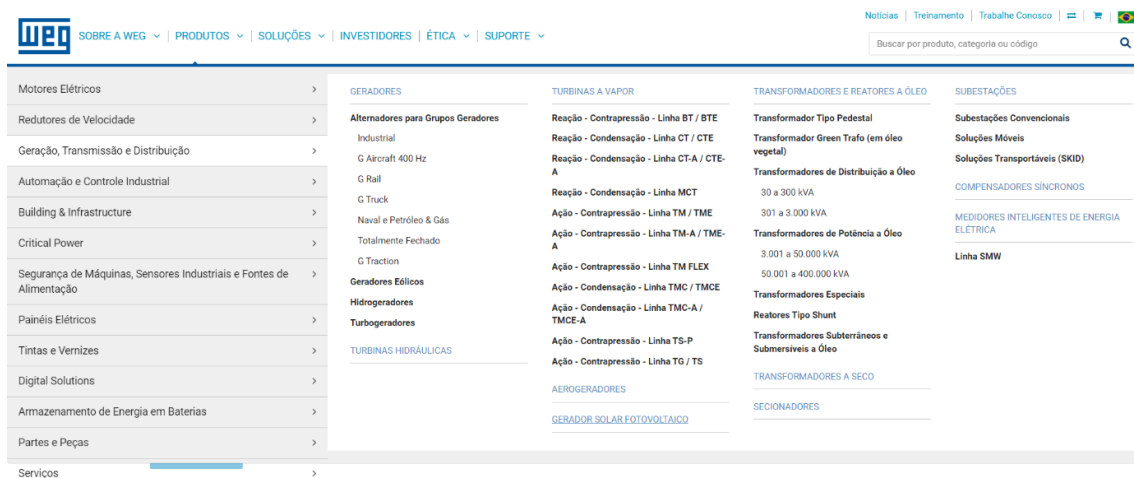 Notícias | Treinamento | Trabalhe Conosco
weg
SOBRE A WEG | PRODUTOS | SOLUÇÕES | INVESTIDORES | ÉTICA | SUPORTE
Buscar por produto, categoria ou código
Motores Elétricos
Redutores de Velocidade
Geração, Transmissão e Distribuição
Automação e Controle Industrial
Building & Infrastructure
Critical Power
Segurança de Máquinas, Sensores Industriais e Fontes de
Alimentação
Painéis Elétricos
Tintas e Vernizes
Digital Solutions
Armazenamento de Energia em Baterias
Partes e Peças
Serviços
GERADORES
Alternadores para Grupos Geradores
Industrial
G Aircraft 400 Hz
G Rail
G Truck
Naval e Petróleo & Gás
Totalmente Fechado
G Traction
Geradores Eólicos
Hidrogeradores
Turbogeradores
TURBINAS HIDRÁULICAS
TURBINAS A VAPOR
Reação - Contrapressão - Linha BT / BTE
Reação - Condensação - Linha CT / CTE
Reação - Condensação - Linha CT-A / CTE-
A
Reação - Condensação - Linha MCT
Ação - Contrapressão - Linha TM / TME
Ação - Contrapressão - Linha TM-A / TME-
A
Ação - Contrapressão - Linha TM FLEX
Ação - Condensação - Linha TMC / TMCE
Ação - Condensação - Linha TMC-A /
TMCE-A
Ação - Contrapressão - Linha TS-P
Ação - Contrapressão - Linha TG / TS
AEROGERADORES
GERADOR SOLAR FOTOVOLTAICO
TRANSFORMADORES E REATORES A ÓLEO
Transformador Tipo Pedestal
Transformador Green Trafo (em óleo
vegetal)
Transformadores de Distribuição a Óleo
30 a 300 kVA
301 a 3.000 kVA
Transformadores de Potência a Óleo
3.001 a 50.000 kVA
50.001 a 400.000 kVA
Transformadores Especiais
Reatores Tipo Shunt
Transformadores Subterrâneos e
Submersíveis a Óleo
TRANSFORMADORES A SECO
SECIONADORES
SUBESTAÇÕES
Subestações Convencionais
Soluções Móveis
Soluções Transportáveis (SKID)
COMPENSADORES SÍNCRONOS
MEDIDORES INTELIGENTES DE ENERGIA
ELÉTRICA
Linha SMW